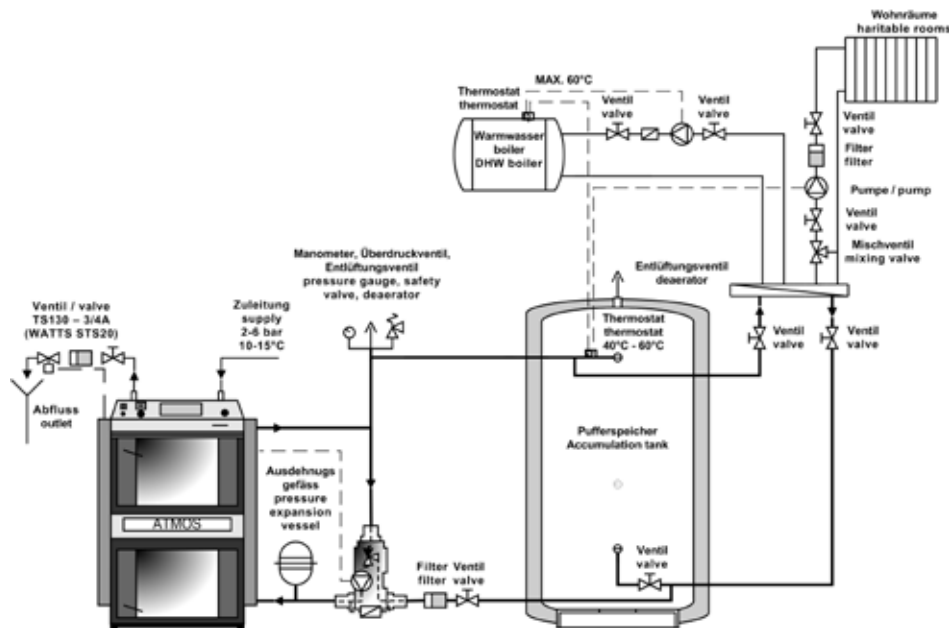 Wohnräume
haritable rooms
MAX. 60°C
Thermostat
thermostat
Ventil
valve
Ventil
valve
Warmwasser
boiler
DHW boiler
Ventil
valve
Filter
filter
Pumpe / pump
Ventil
valve
Mischventil
mixing valve
Manometer, Überdruckventil,
Entlüftungsventil
pressure gauge, safety
valve, deaerator
Entlüftungsventil
deaerator
Ventil / valve
TS130 – 3/4A
(WATTS STS20)
Zuleitung
supply
2-6 bar
10-15°C
Thermostat
thermostat
40°C - 60°C
Ventil
valve
Ventil
valve
Abfluss
outlet
Pufferspeicher
Accumulation tank
Ausdehnugs
gefäss
pressure
expansion
vessel
ATMOS
Filter Ventil
filter valve
Ventil
valve